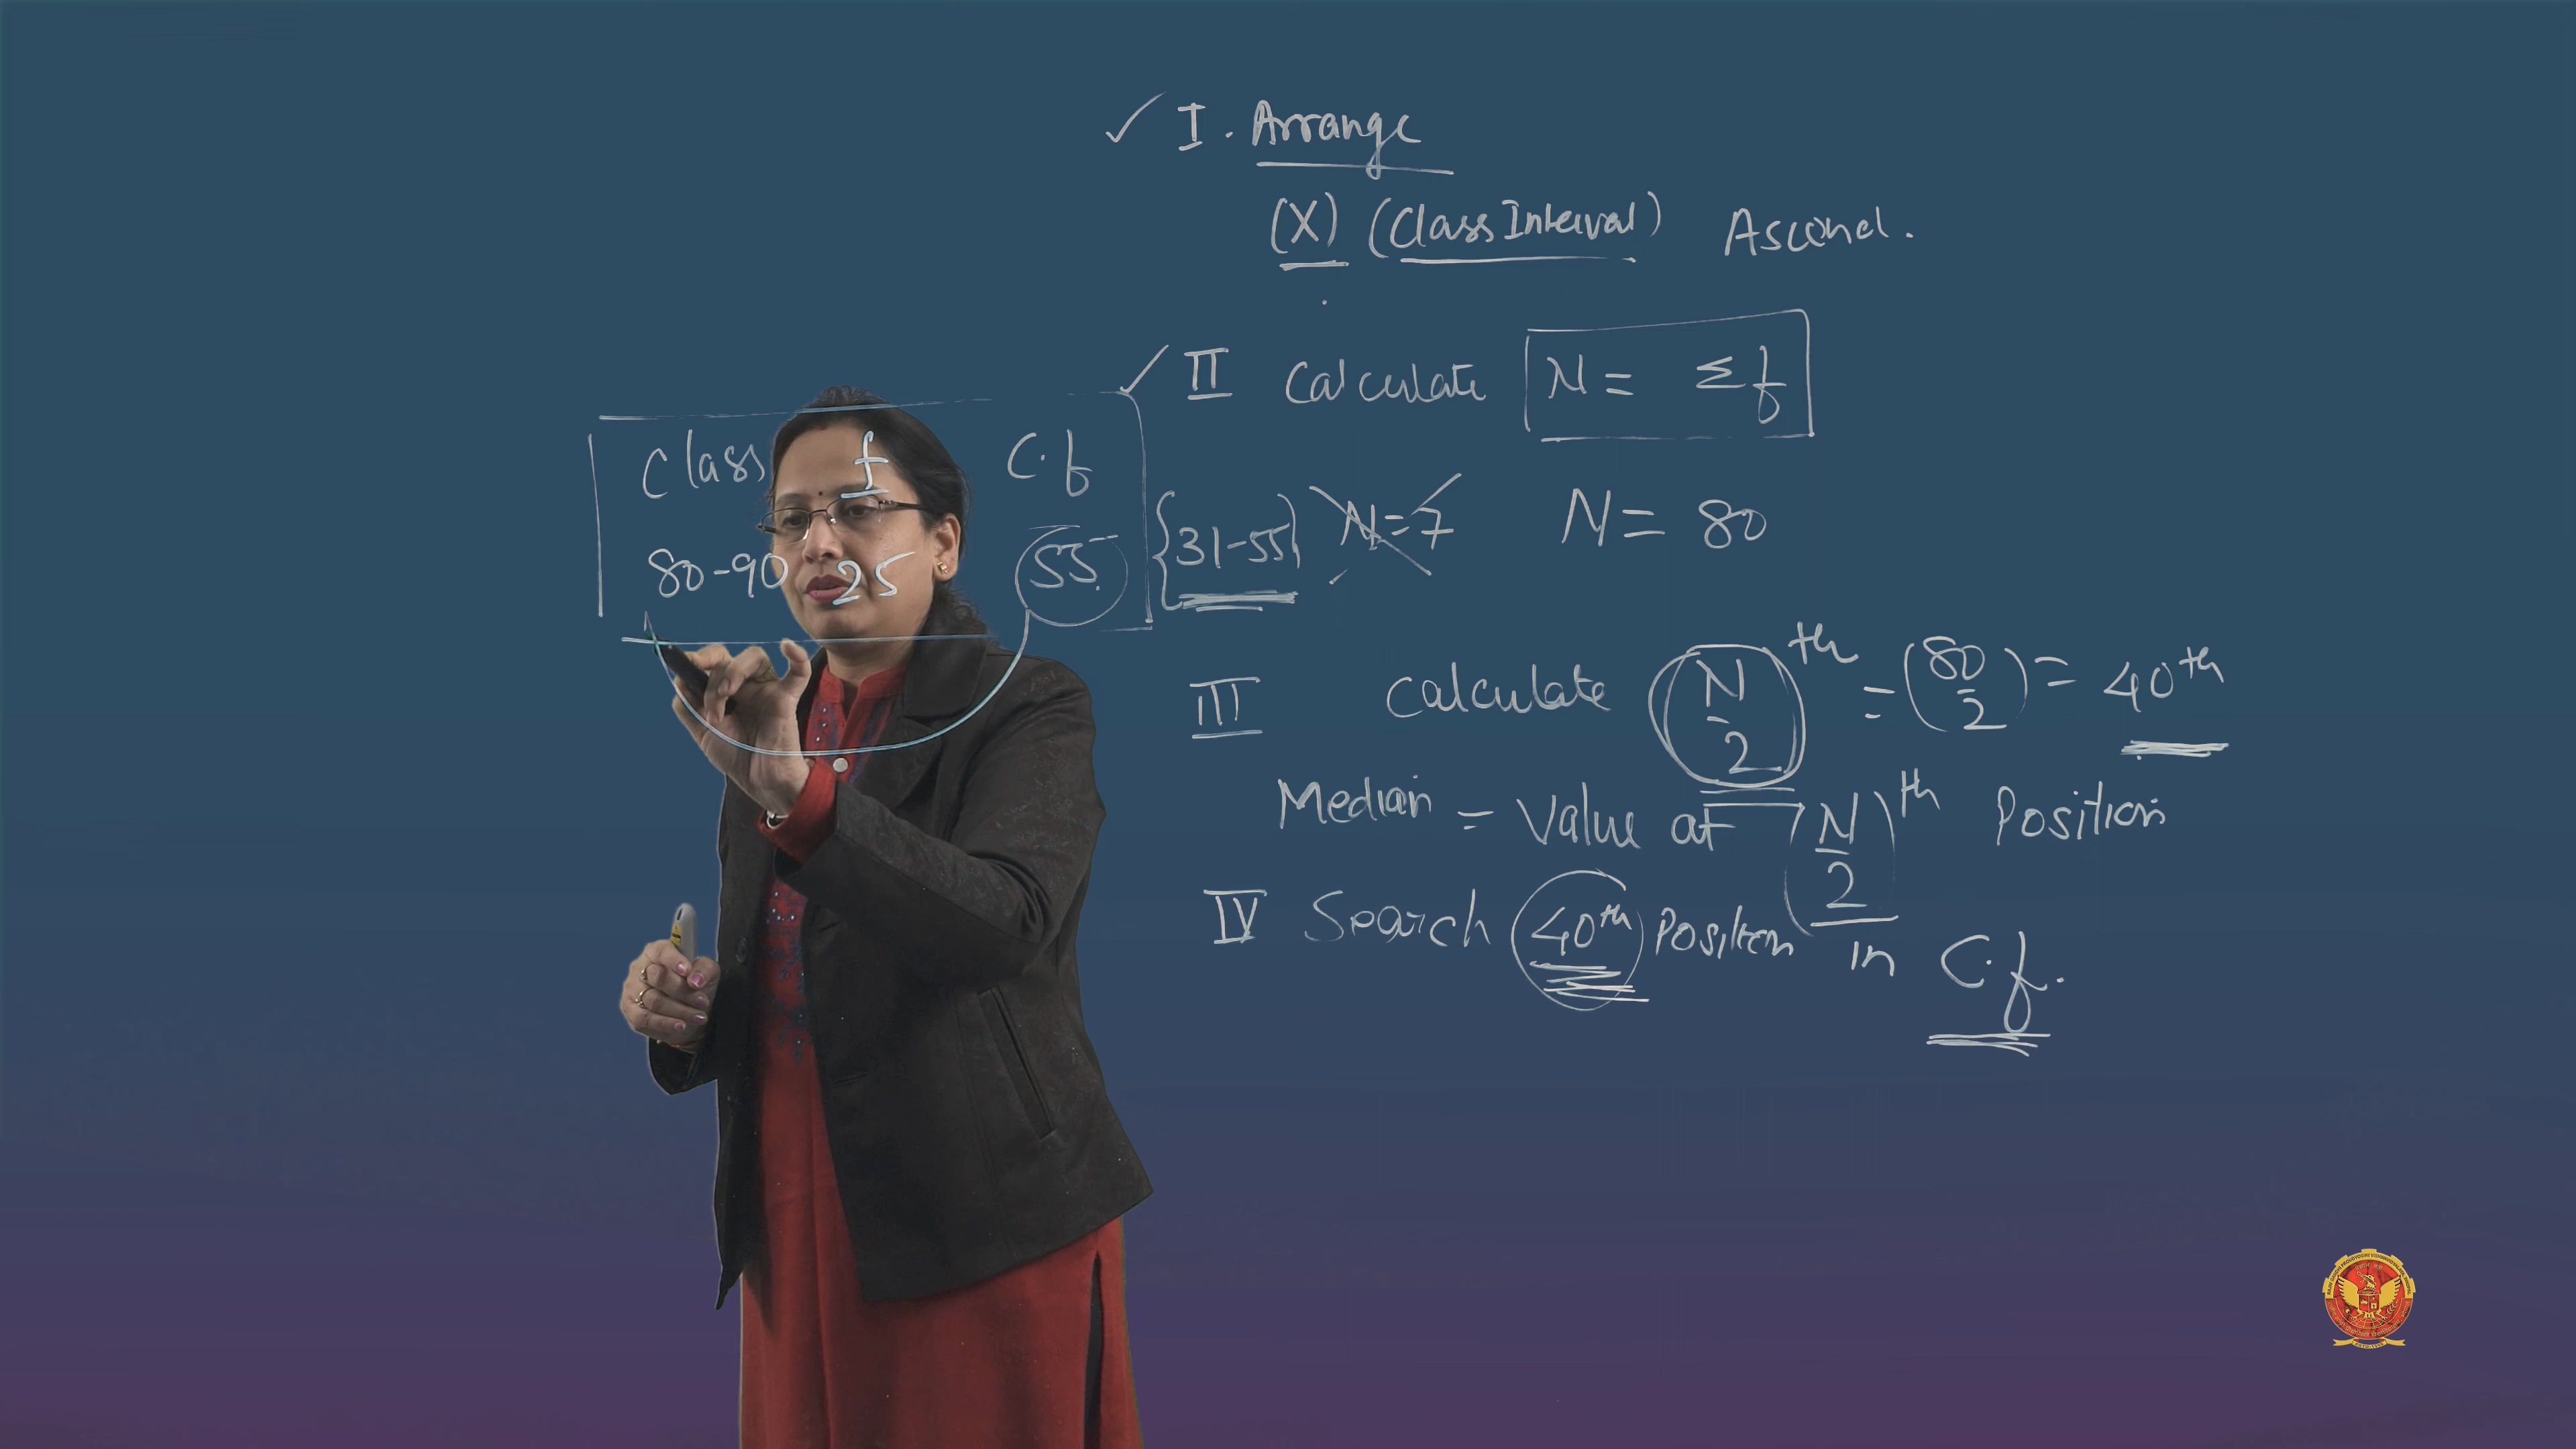 I. Arrange
(X) (Class Interval) Ascend.
II Calculate N = Σf
Class f C.f
80-90 25 55 {31-55} N=7 N = 80
III Calculate (N/2)th = (80/2) = 40th
Median = Value at (N/2)th Position
IV Search 40th Position in C.f.